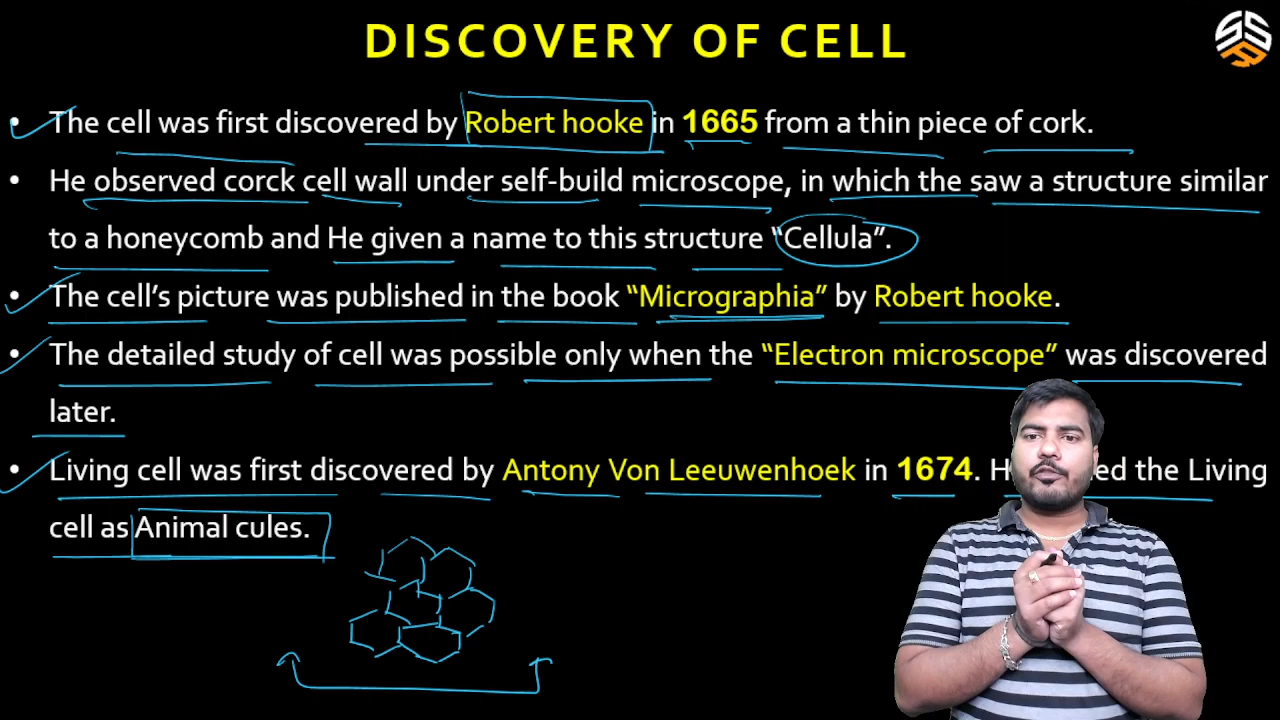 DISCOVERY OF CELL
• The cell was first discovered by Robert hooke in 1665 from a thin piece of cork.
• He observed corck cell wall under self-build microscope, in which the saw a structure similar
to a honeycomb and He given a name to this structure “Cellula”.
• The cell’s picture was published in the book “Micrographia” by Robert hooke.
• The detailed study of cell was possible only when the “Electron microscope” was discovered
later.
• Living cell was first discovered by Antony Von Leeuwenhoek in 1674. the Living
cell as Animal cules.